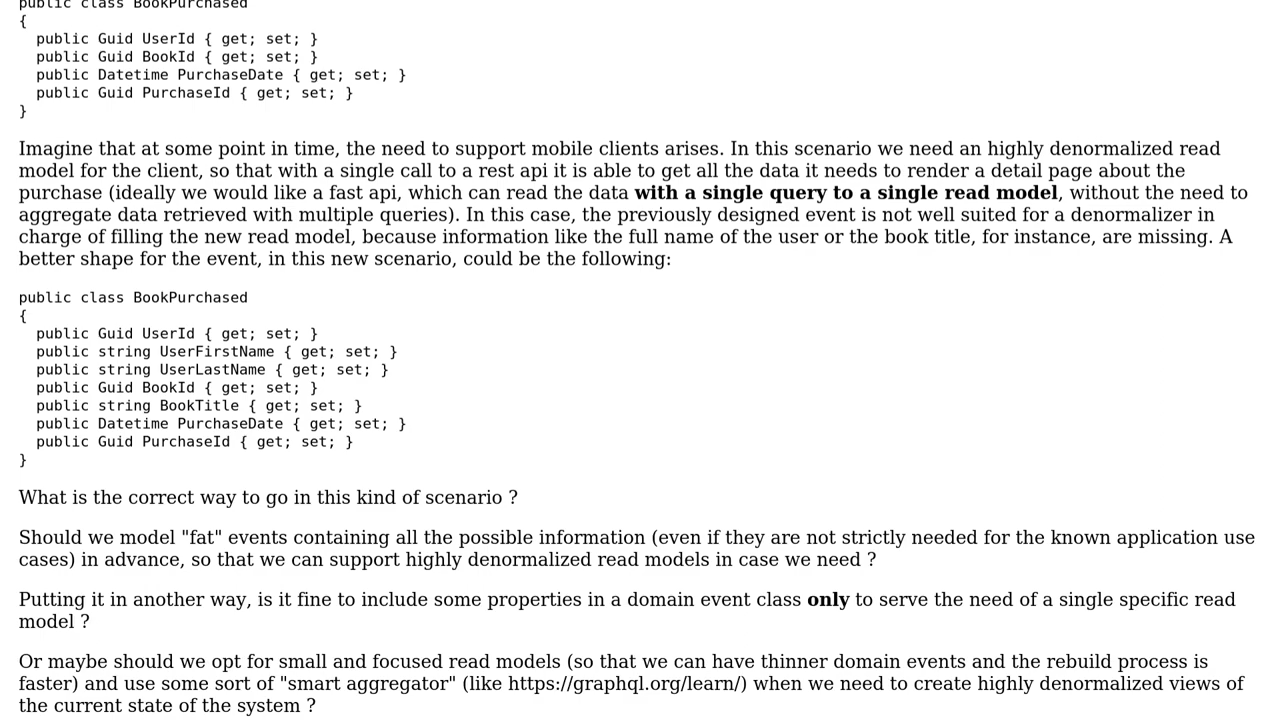 public class BookPurchased
{
  public Guid UserId { get; set; }
  public Guid BookId { get; set; }
  public Datetime PurchaseDate { get; set; }
  public Guid PurchaseId { get; set; }
}
Imagine that at some point in time, the need to support mobile clients arises. In this scenario we need an highly denormalized read
model for the client, so that with a single call to a rest api it is able to get all the data it needs to render a detail page about the
purchase (ideally we would like a fast api, which can read the data with a single query to a single read model, without the need to
aggregate data retrieved with multiple queries). In this case, the previously designed event is not well suited for a denormalizer in
charge of filling the new read model, because information like the full name of the user or the book title, for instance, are missing. A
better shape for the event, in this new scenario, could be the following:
public class BookPurchased
{
  public Guid UserId { get; set; }
  public string UserFirstName { get; set; }
  public string UserLastName { get; set; }
  public Guid BookId { get; set; }
  public string BookTitle { get; set; }
  public Datetime PurchaseDate { get; set; }
  public Guid PurchaseId { get; set; }
}
What is the correct way to go in this kind of scenario ?
Should we model "fat" events containing all the possible information (even if they are not strictly needed for the known application use
cases) in advance, so that we can support highly denormalized read models in case we need ?
Putting it in another way, is it fine to include some properties in a domain event class only to serve the need of a single specific read
model ?
Or maybe should we opt for small and focused read models (so that we can have thinner domain events and the rebuild process is
faster) and use some sort of "smart aggregator" (like https://graphql.org/learn/) when we need to create highly denormalized views of
the current state of the system ?